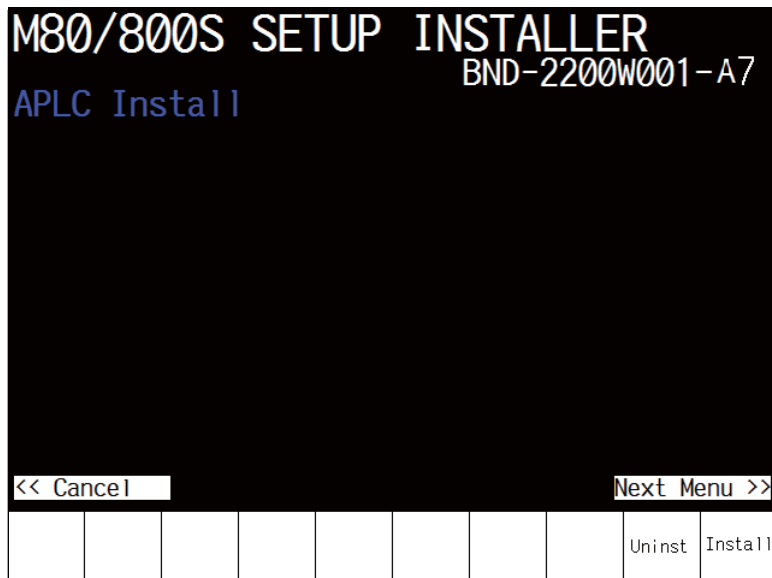 M80/800S SETUP INSTALLER
BND-2200W001-A7
APLC Install
<< Cancel
Next Menu >>
Uninst
Install